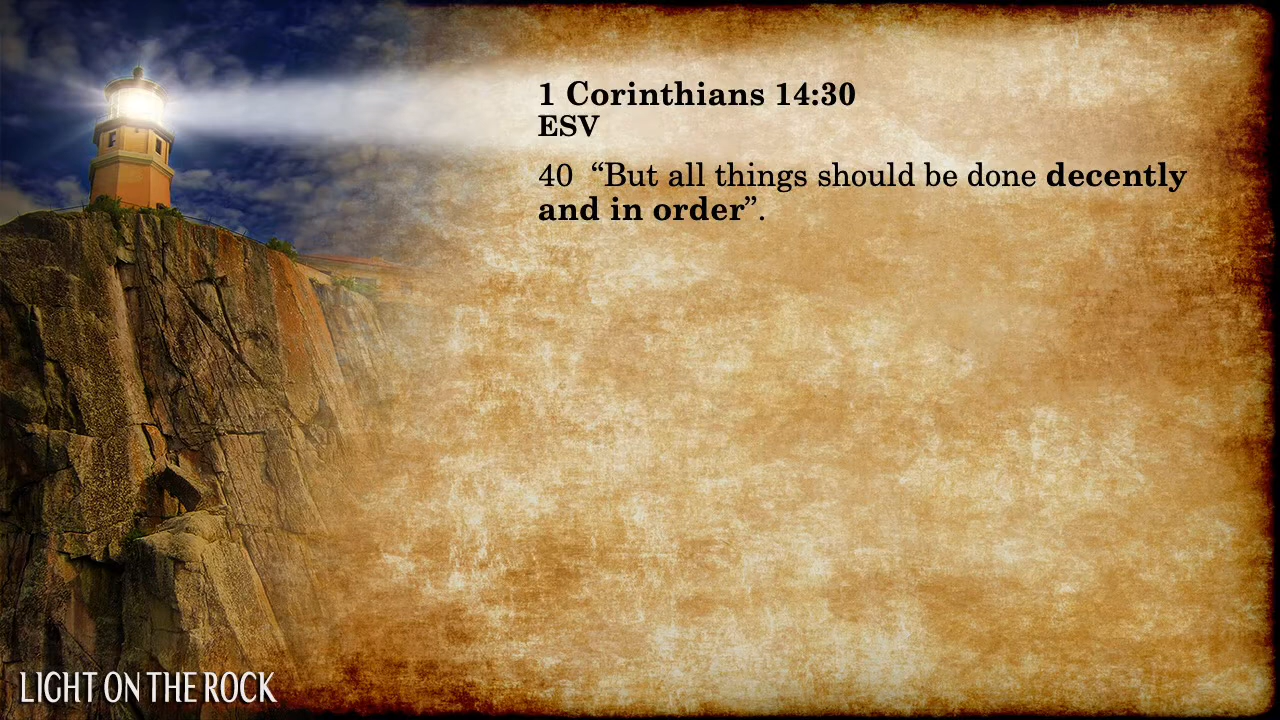 1 Corinthians 14:30
ESV
40 “But all things should be done decently
and in order”.
LIGHT ON THE ROCK